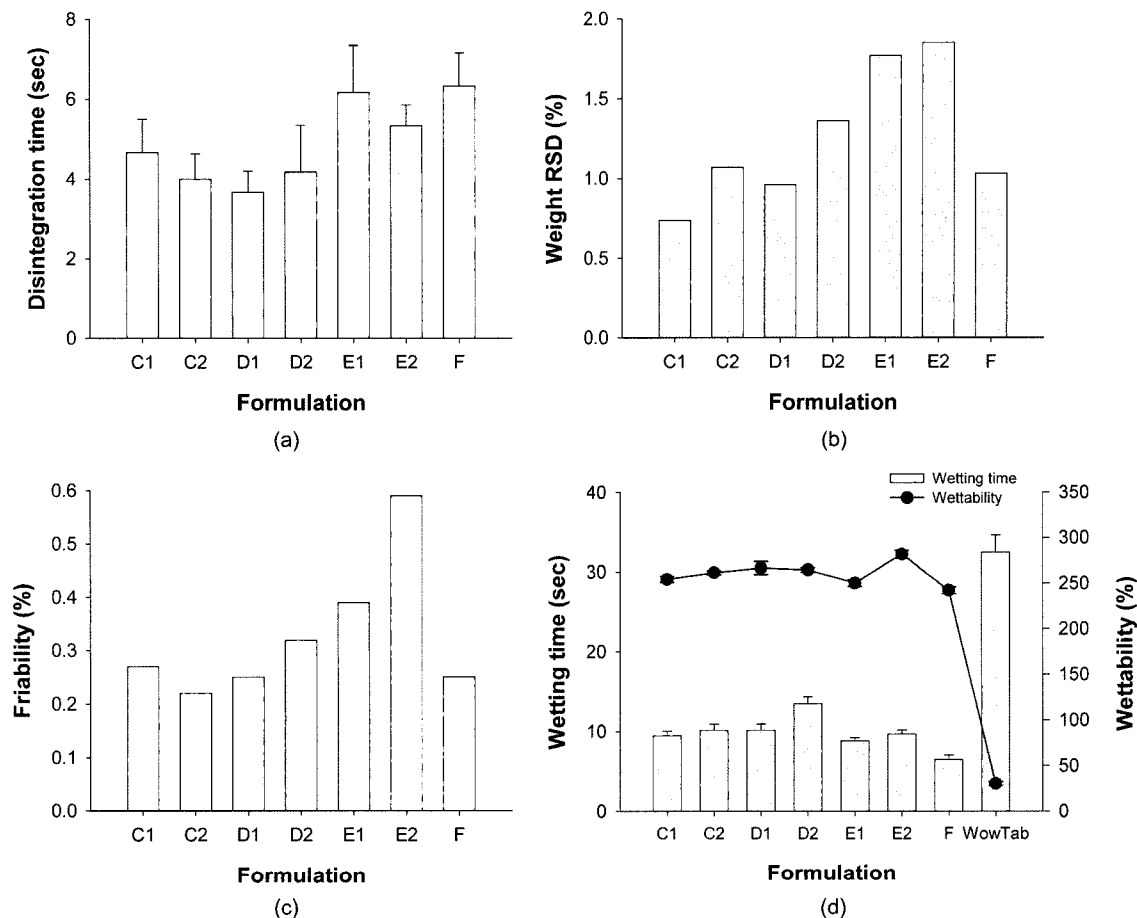 Disintegration time (sec)
8
6
4
2
0
C1 C2 D1 D2 E1 E2 F
Formulation
(a)
Weight RSD (%)
2.0
1.5
1.0
0.5
0.0
C1 C2 D1 D2 E1 E2 F
Formulation
(b)
Friability (%)
0.6
0.5
0.4
0.3
0.2
0.1
0.0
C1 C2 D1 D2 E1 E2 F
Formulation
(c)
Wetting time
Wettability
Wetting time (sec)
40
30
20
10
0
350
300
250
200
150
100
50
0
Wettability (%)
C1 C2 D1 D2 E1 E2 F WowTab
Formulation
(d)